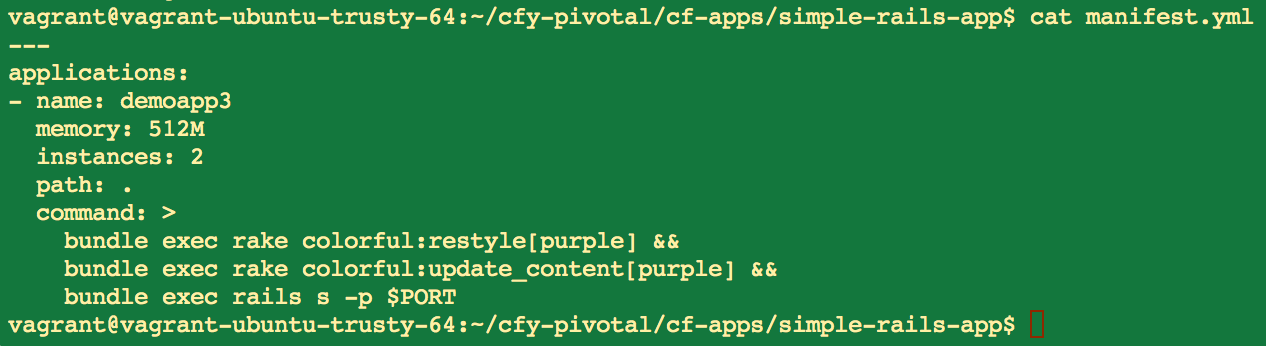 vagrant@vagrant-ubuntu-trusty-64:~/cfy-pivotal/cf-apps/simple-rails-app$ cat manifest.yml
---
applications:
- name: demoapp3
  memory: 512M
  instances: 2
  path: .
  command: >
    bundle exec rake colorful:restyle[purple] &&
    bundle exec rake colorful:update_content[purple] &&
    bundle exec rails s -p $PORT
vagrant@vagrant-ubuntu-trusty-64:~/cfy-pivotal/cf-apps/simple-rails-app$